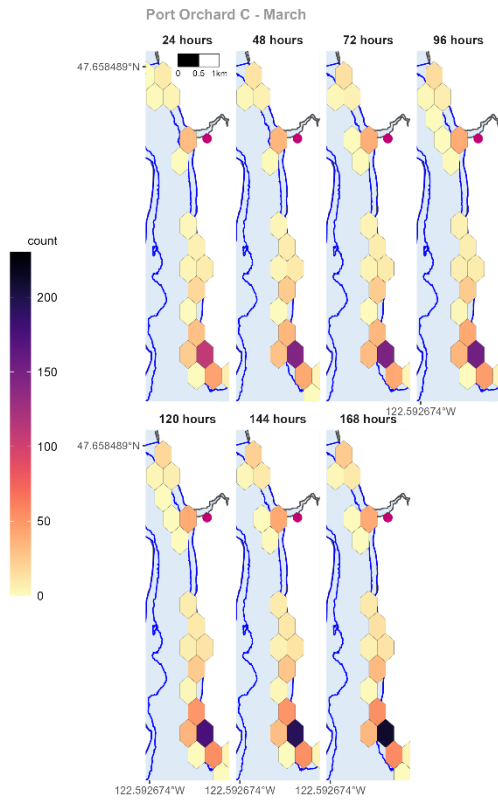 Port Orchard C - March
24 hours
48 hours
72 hours
96 hours
47.658489°N
0 0.5 1km
count
200
150
100
50
0
122.592674°W
120 hours
144 hours
168 hours
47.658489°N
122.592674°W
122.592674°W
122.592674°W